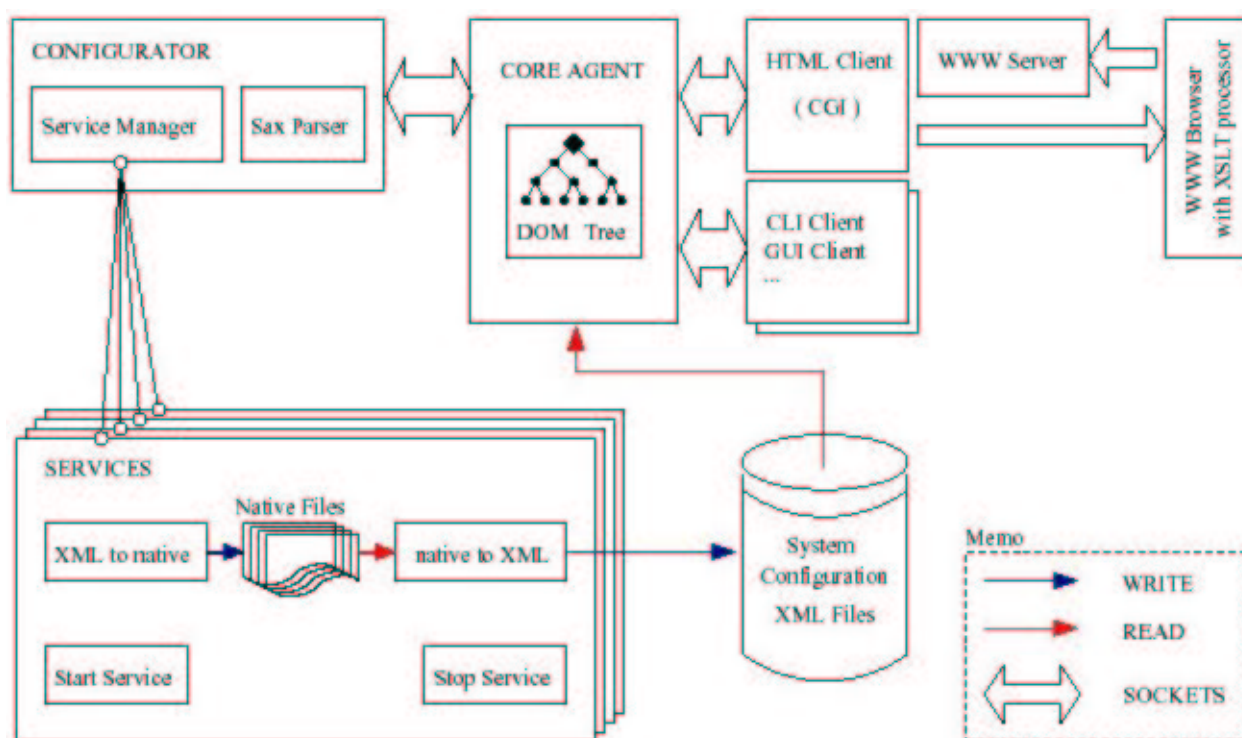 CONFIGURATOR
Service Manager
Sax Parser
CORE AGENT
DOM Tree
HTML Client
( CGI )
WWW Server
WWW Browser
with XSLT processor
CLI Client
GUI Client
...
SERVICES
Native Files
XML to native
native to XML
Start Service
Stop Service
System
Configuration
XML Files
Memo
WRITE
READ
SOCKETS